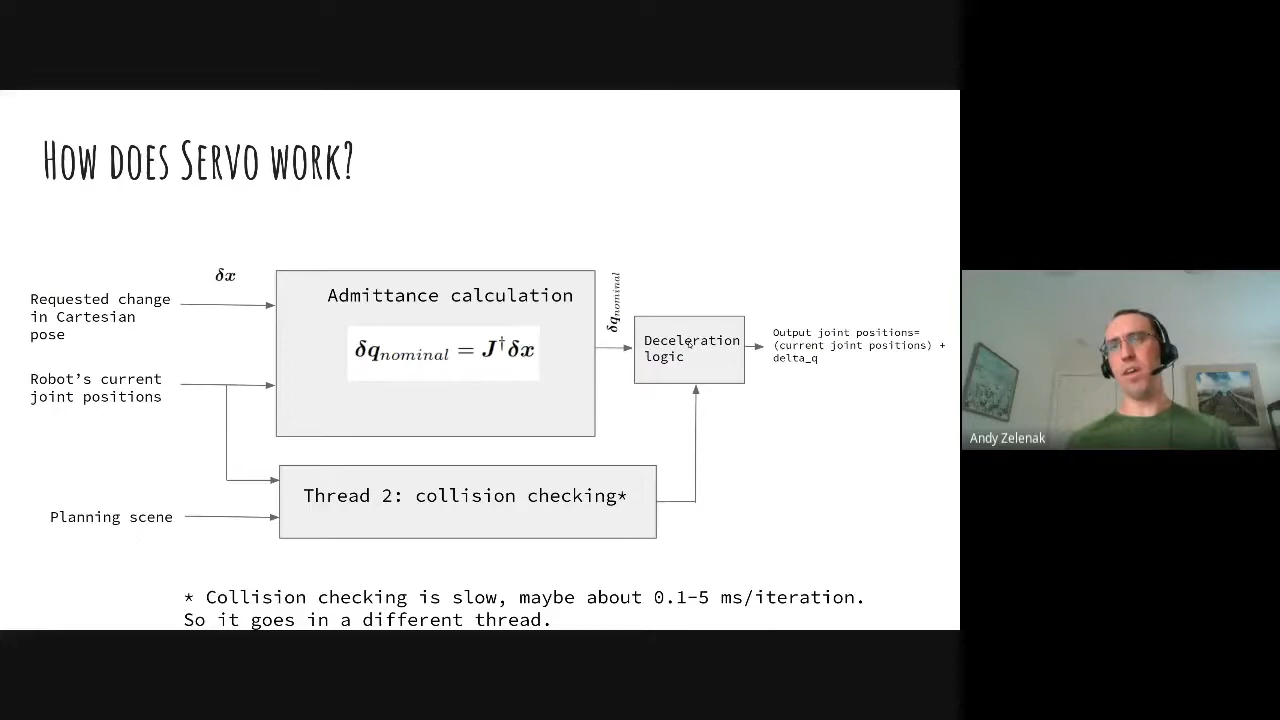 How does Servo work?
δx
Requested change
in Cartesian
pose
Robot's current
joint positions
Planning scene
Admittance calculation
δq_nominal = J†δx
δq_nominal
Deceleration
logic
Output joint positions=
(current joint positions) +
delta_q
Thread 2: collision checking*
* Collision checking is slow, maybe about 0.1-5 ms/iteration.
So it goes in a different thread.
Andy Zelenak